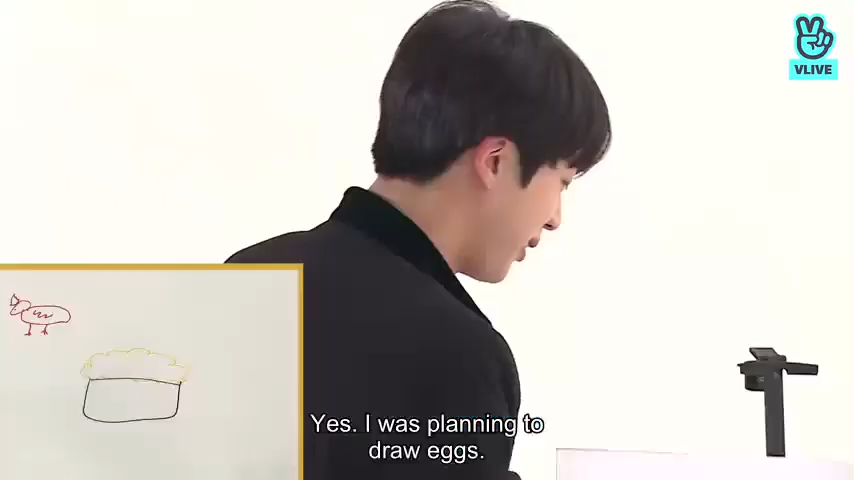 VLIVE
Yes. I was planning to
draw eggs.